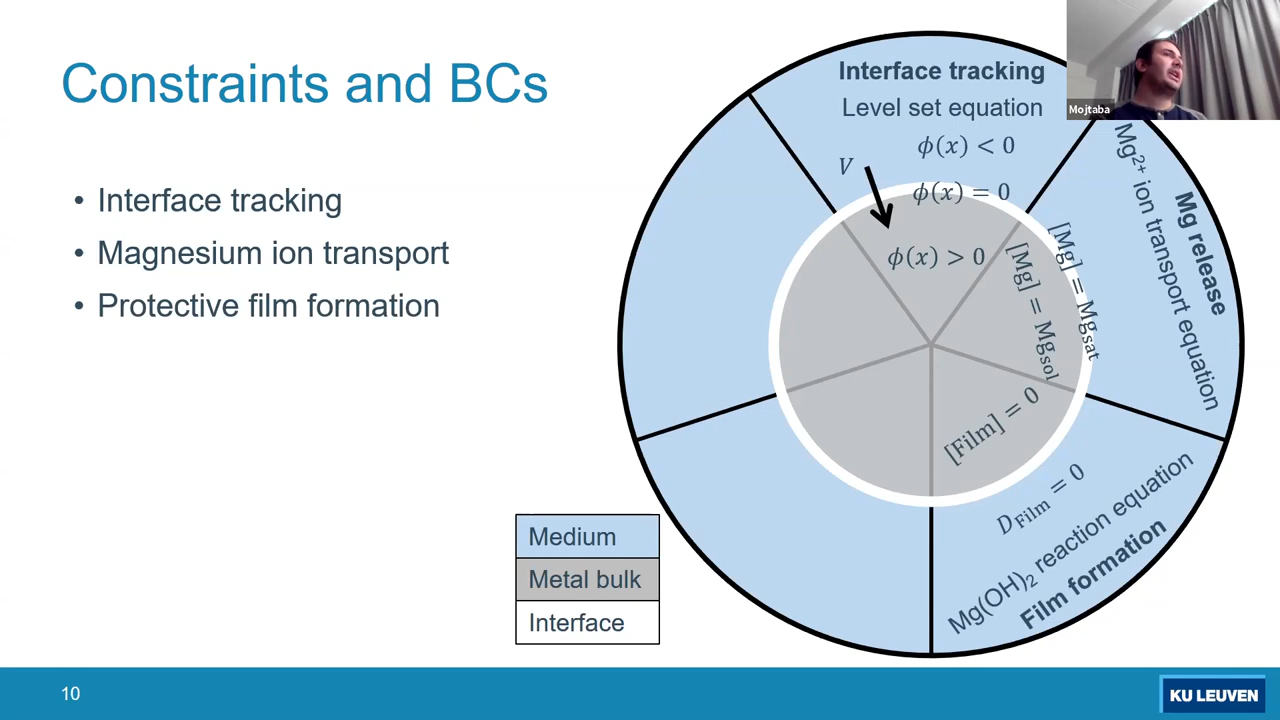 Constraints and BCs
• Interface tracking
• Magnesium ion transport
• Protective film formation
Interface tracking
Level set equation
ϕ(x) < 0
V
ϕ(x) = 0
ϕ(x) > 0
Mojtaba
Mg release
Mg²⁺ ion transport equation
[Mg] = Mg_sat
[Mg] = Mg_sol
[Film] = 0
D_Film = 0
Mg(OH)₂ reaction equation
Film formation
Medium
Metal bulk
Interface
10
KU LEUVEN